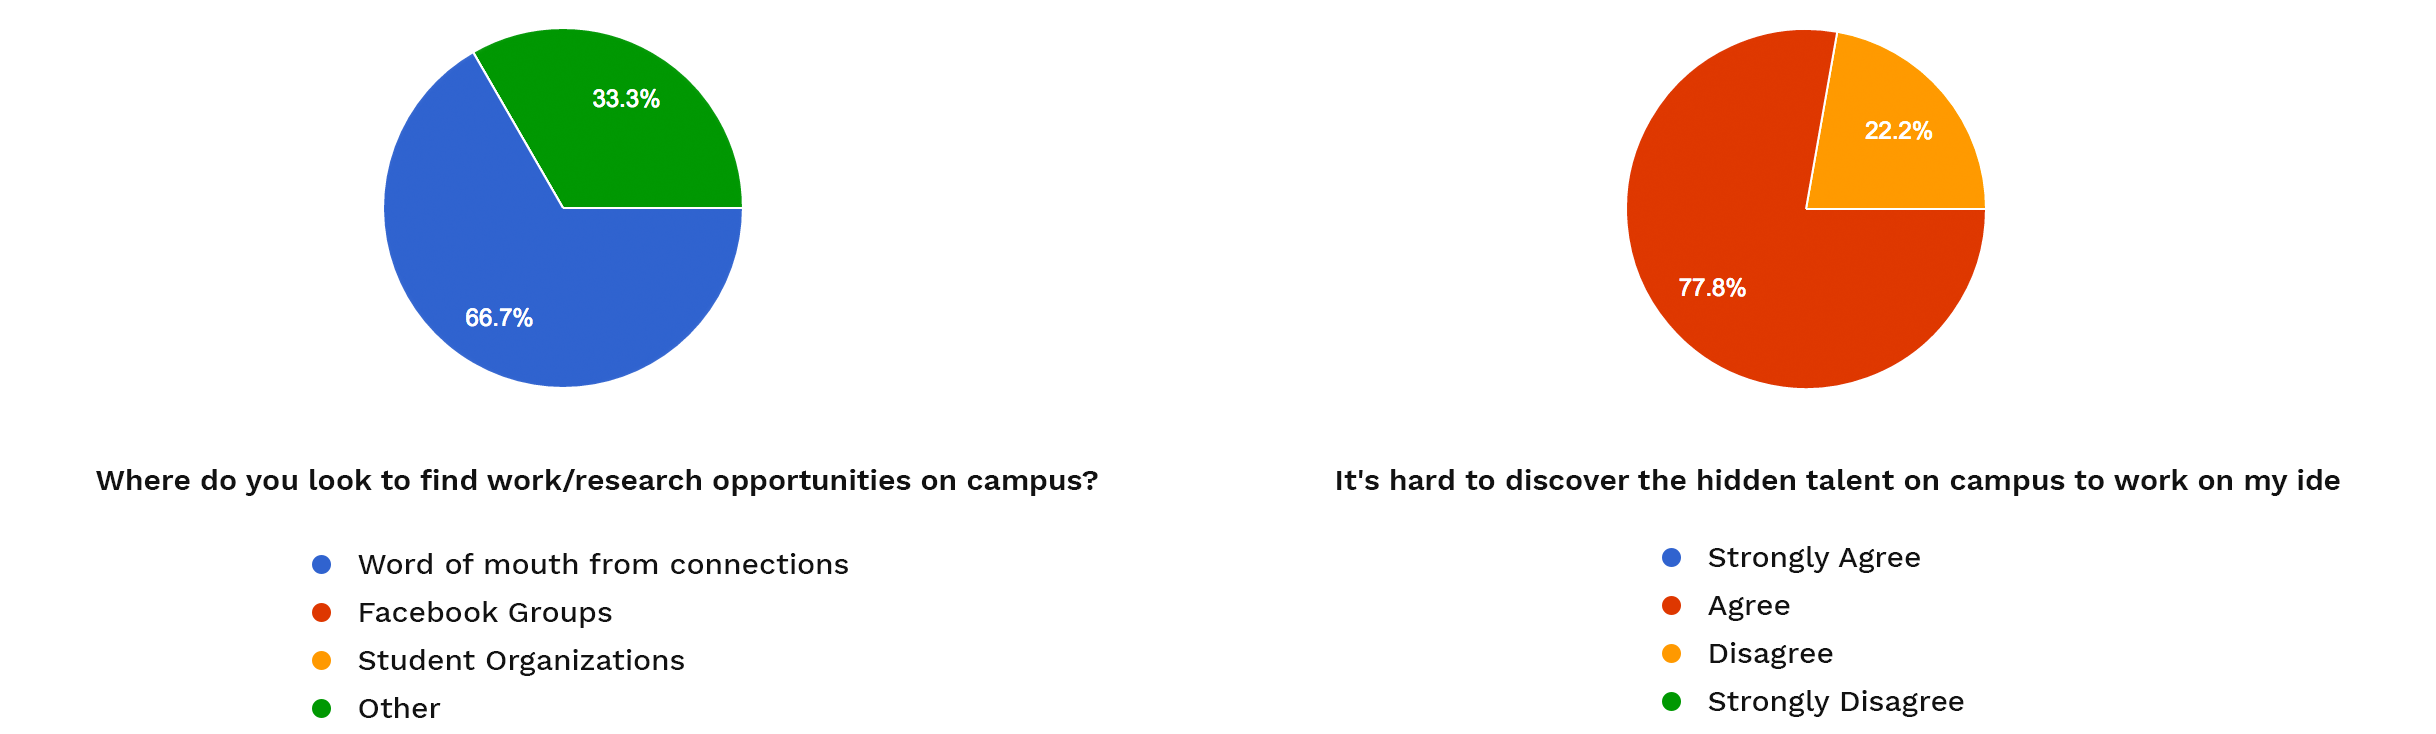 33.3%
66.7%
Where do you look to find work/research opportunities on campus?
Word of mouth from connections
Facebook Groups
Student Organizations
Other
22.2%
77.8%
It's hard to discover the hidden talent on campus to work on my ide
Strongly Agree
Agree
Disagree
Strongly Disagree